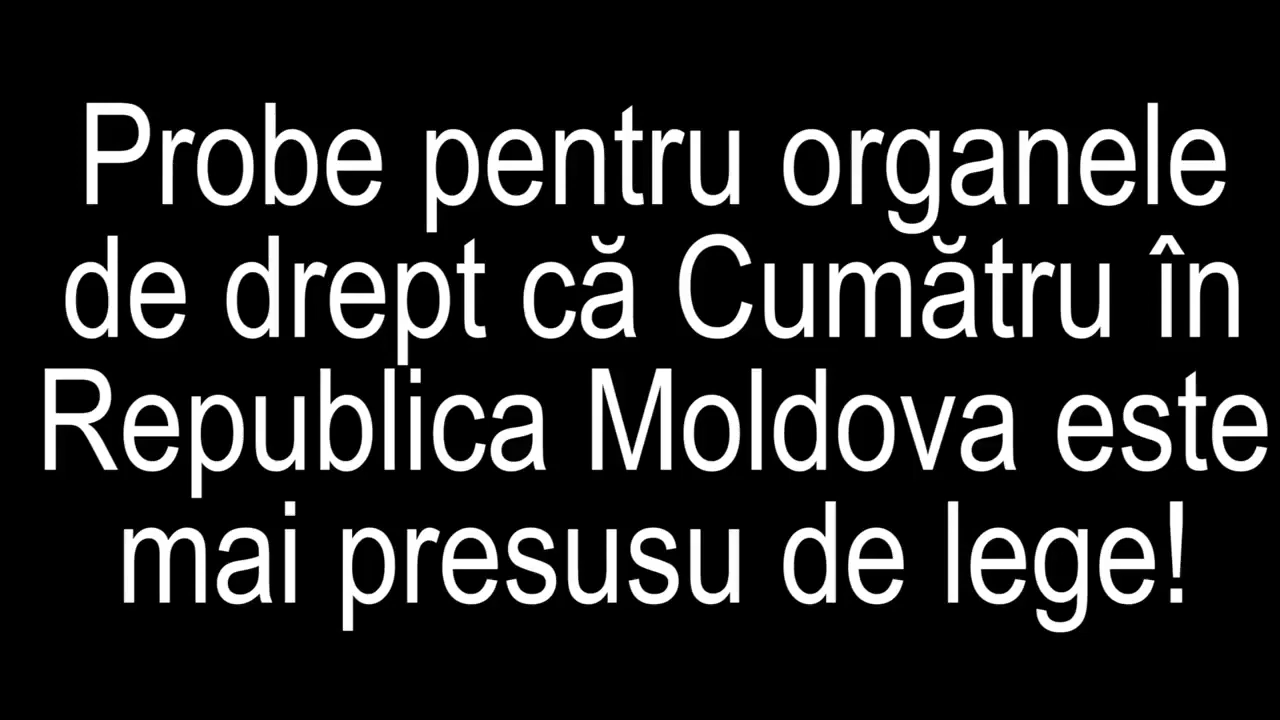 Probe pentru organele
de drept că Cumătru în
Republica Moldova este
mai presusu de lege!